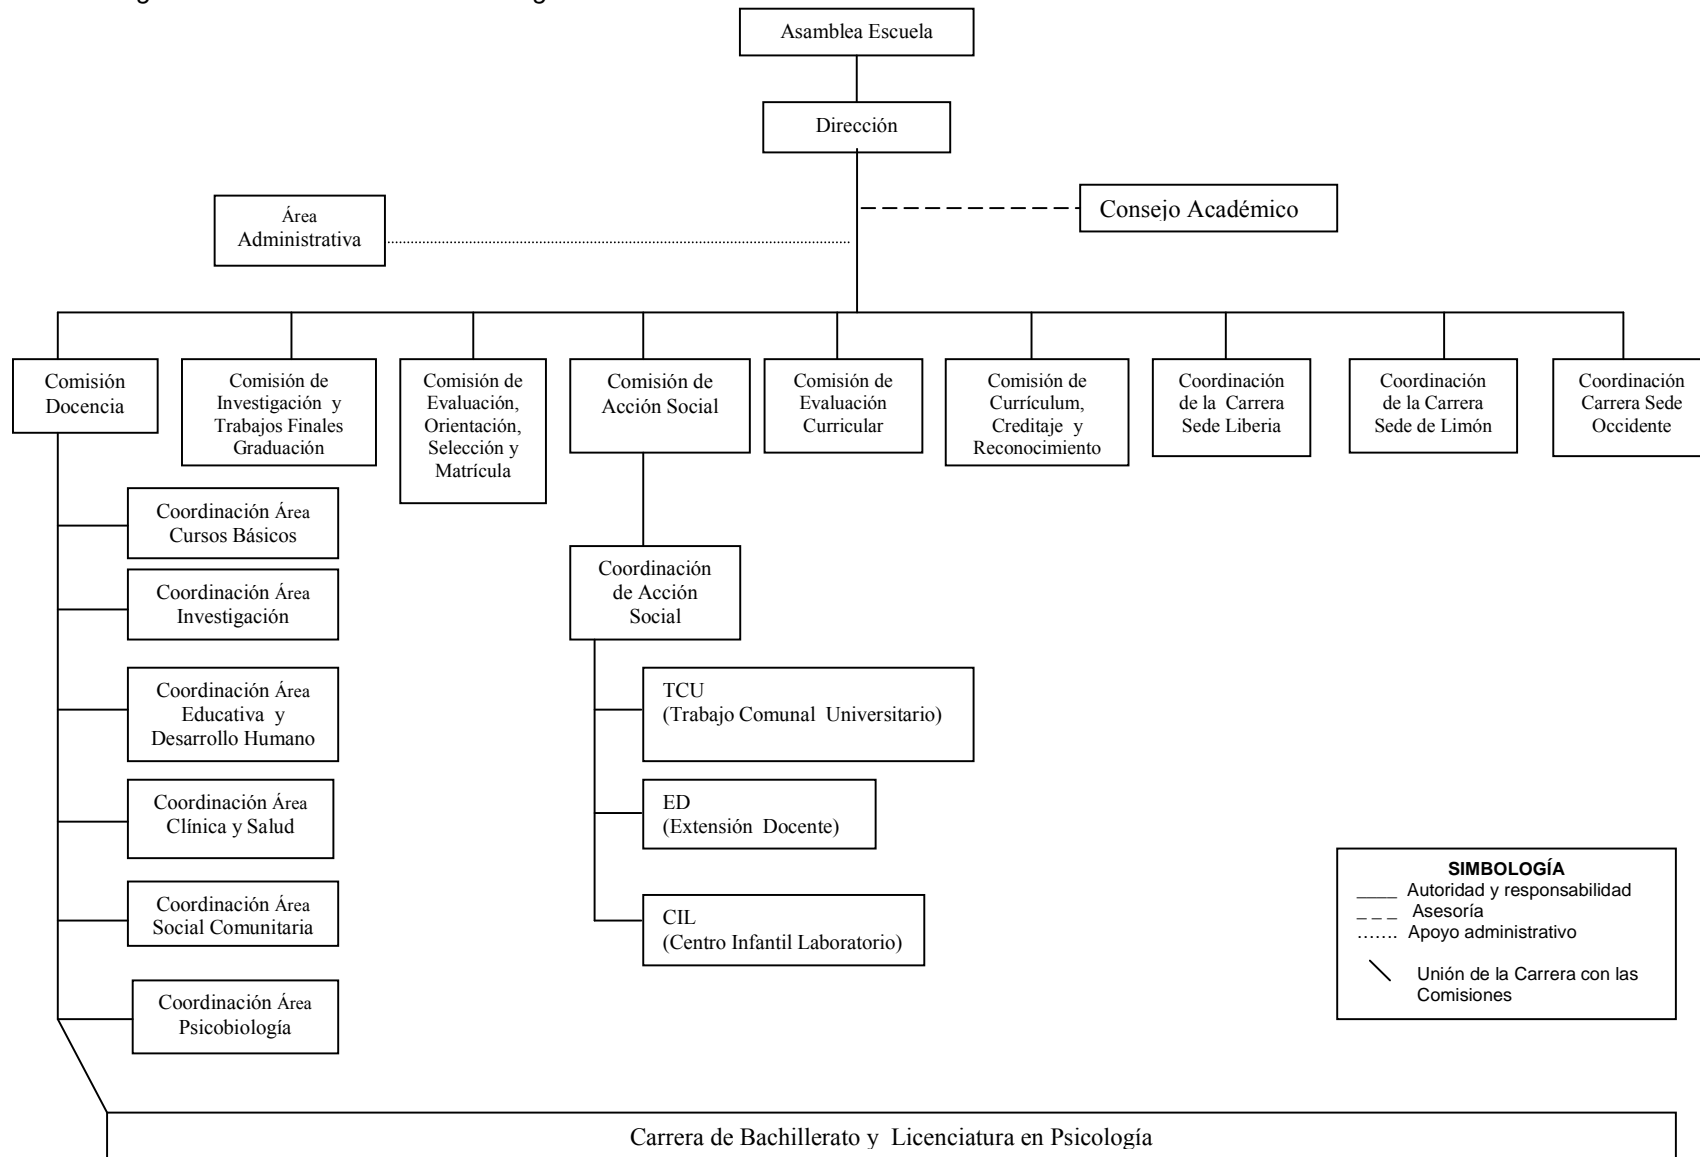 Asamblea Escuela
Dirección
Consejo Académico
Área
Administrativa
Comisión
Docencia
Comisión de
Investigación y
Trabajos Finales
Graduación
Comisión de
Evaluación,
Orientación,
Selección y
Matrícula
Comisión de
Acción Social
Comisión de
Evaluación
Curricular
Comisión de
Currículum,
Creditaje y
Reconocimiento
Coordinación
de la Carrera
Sede Liberia
Coordinación
de la Carrera
Sede de Limón
Coordinación
Carrera Sede
Occidente
Coordinación Área
Cursos Básicos
Coordinación Área
Investigación
Coordinación Área
Educativa y
Desarrollo Humano
Coordinación Área
Clínica y Salud
Coordinación Área
Social Comunitaria
Coordinación Área
Psicobiología
Coordinación
de Acción
Social
TCU
(Trabajo Comunal Universitario)
ED
(Extensión Docente)
CIL
(Centro Infantil Laboratorio)
SIMBOLOGÍA
____ Autoridad y responsabilidad
_ _ _ Asesoría
……. Apoyo administrativo
Unión de la Carrera con las
Comisiones
Carrera de Bachillerato y Licenciatura en Psicología